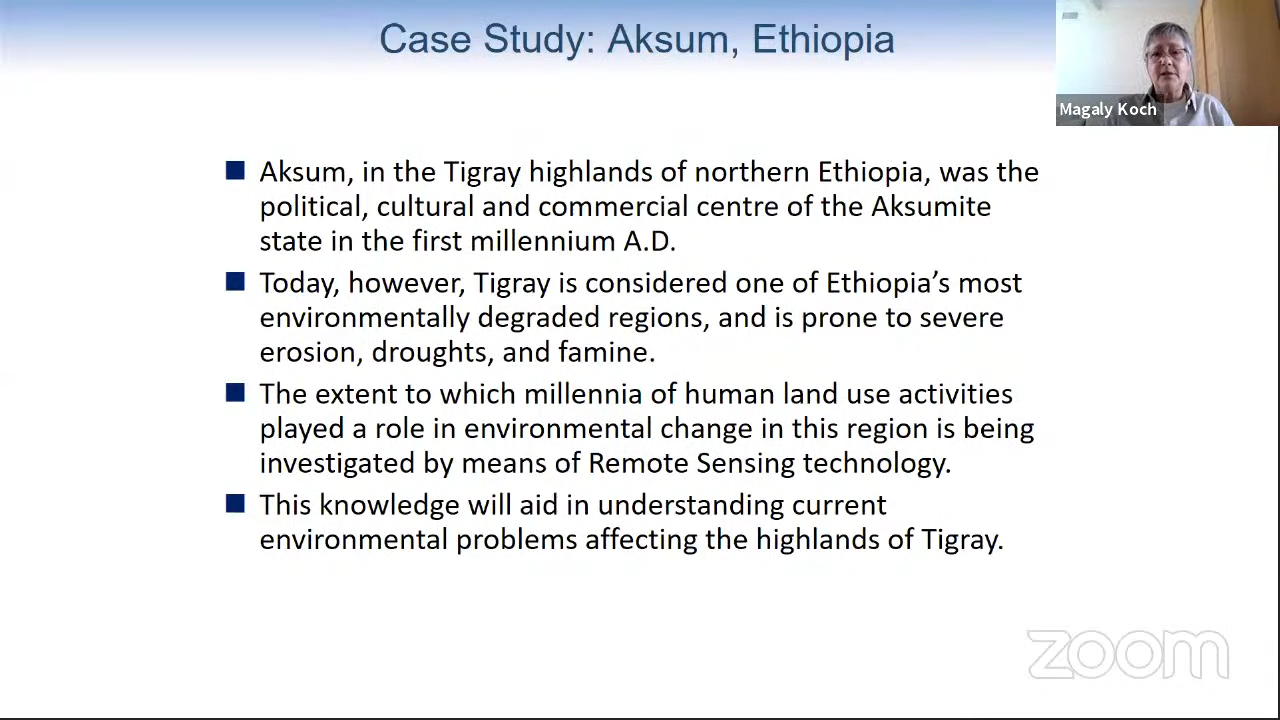 Case Study: Aksum, Ethiopia
Magaly Koch
Aksum, in the Tigray highlands of northern Ethiopia, was the
political, cultural and commercial centre of the Aksumite
state in the first millennium A.D.
Today, however, Tigray is considered one of Ethiopia’s most
environmentally degraded regions, and is prone to severe
erosion, droughts, and famine.
The extent to which millennia of human land use activities
played a role in environmental change in this region is being
investigated by means of Remote Sensing technology.
This knowledge will aid in understanding current
environmental problems affecting the highlands of Tigray.
zoom